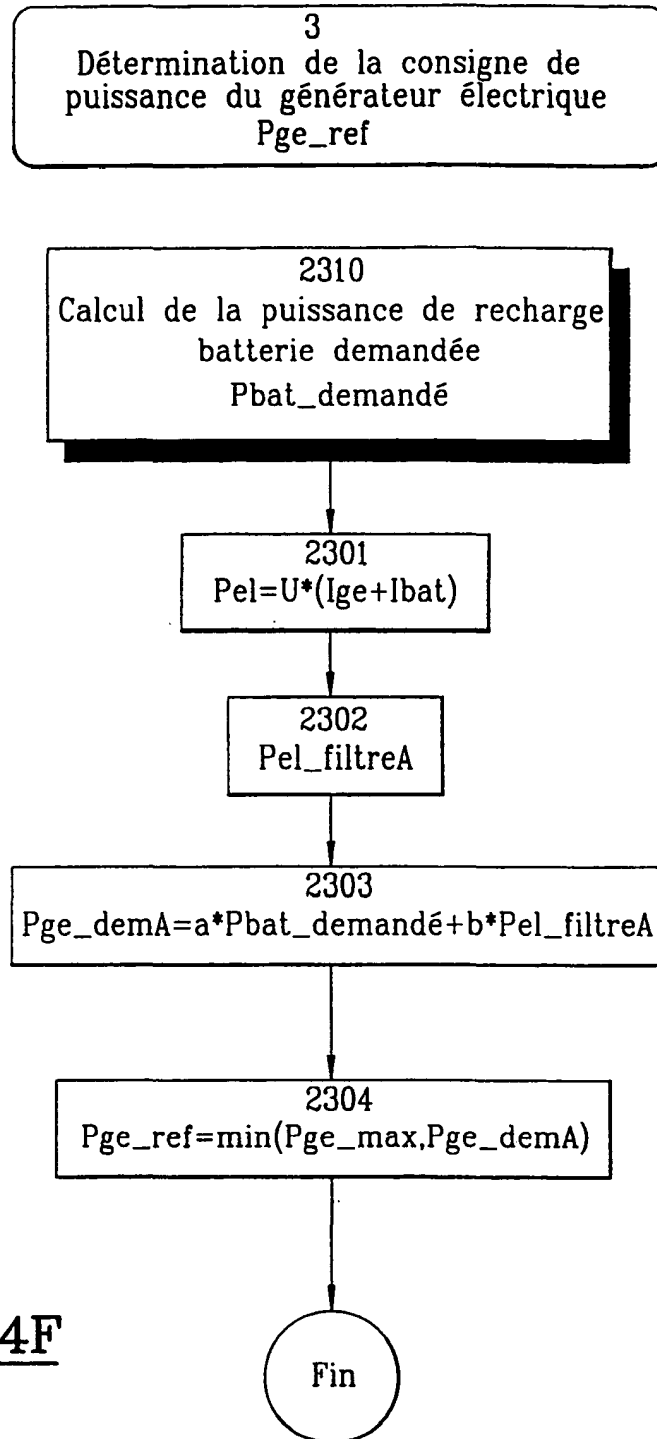 3
Détermination de la consigne de
puissance du générateur électrique
Pge_ref
2310
Calcul de la puissance de recharge
batterie demandée
Pbat_demandé
2301
Pel=U*(Ige+Ibat)
2302
Pel_filtreA
2303
Pge_demA=a*Pbat_demandé+b*Pel_filtreA
2304
Pge_ref=min(Pge_max,Pge_demA)
4F
Fin